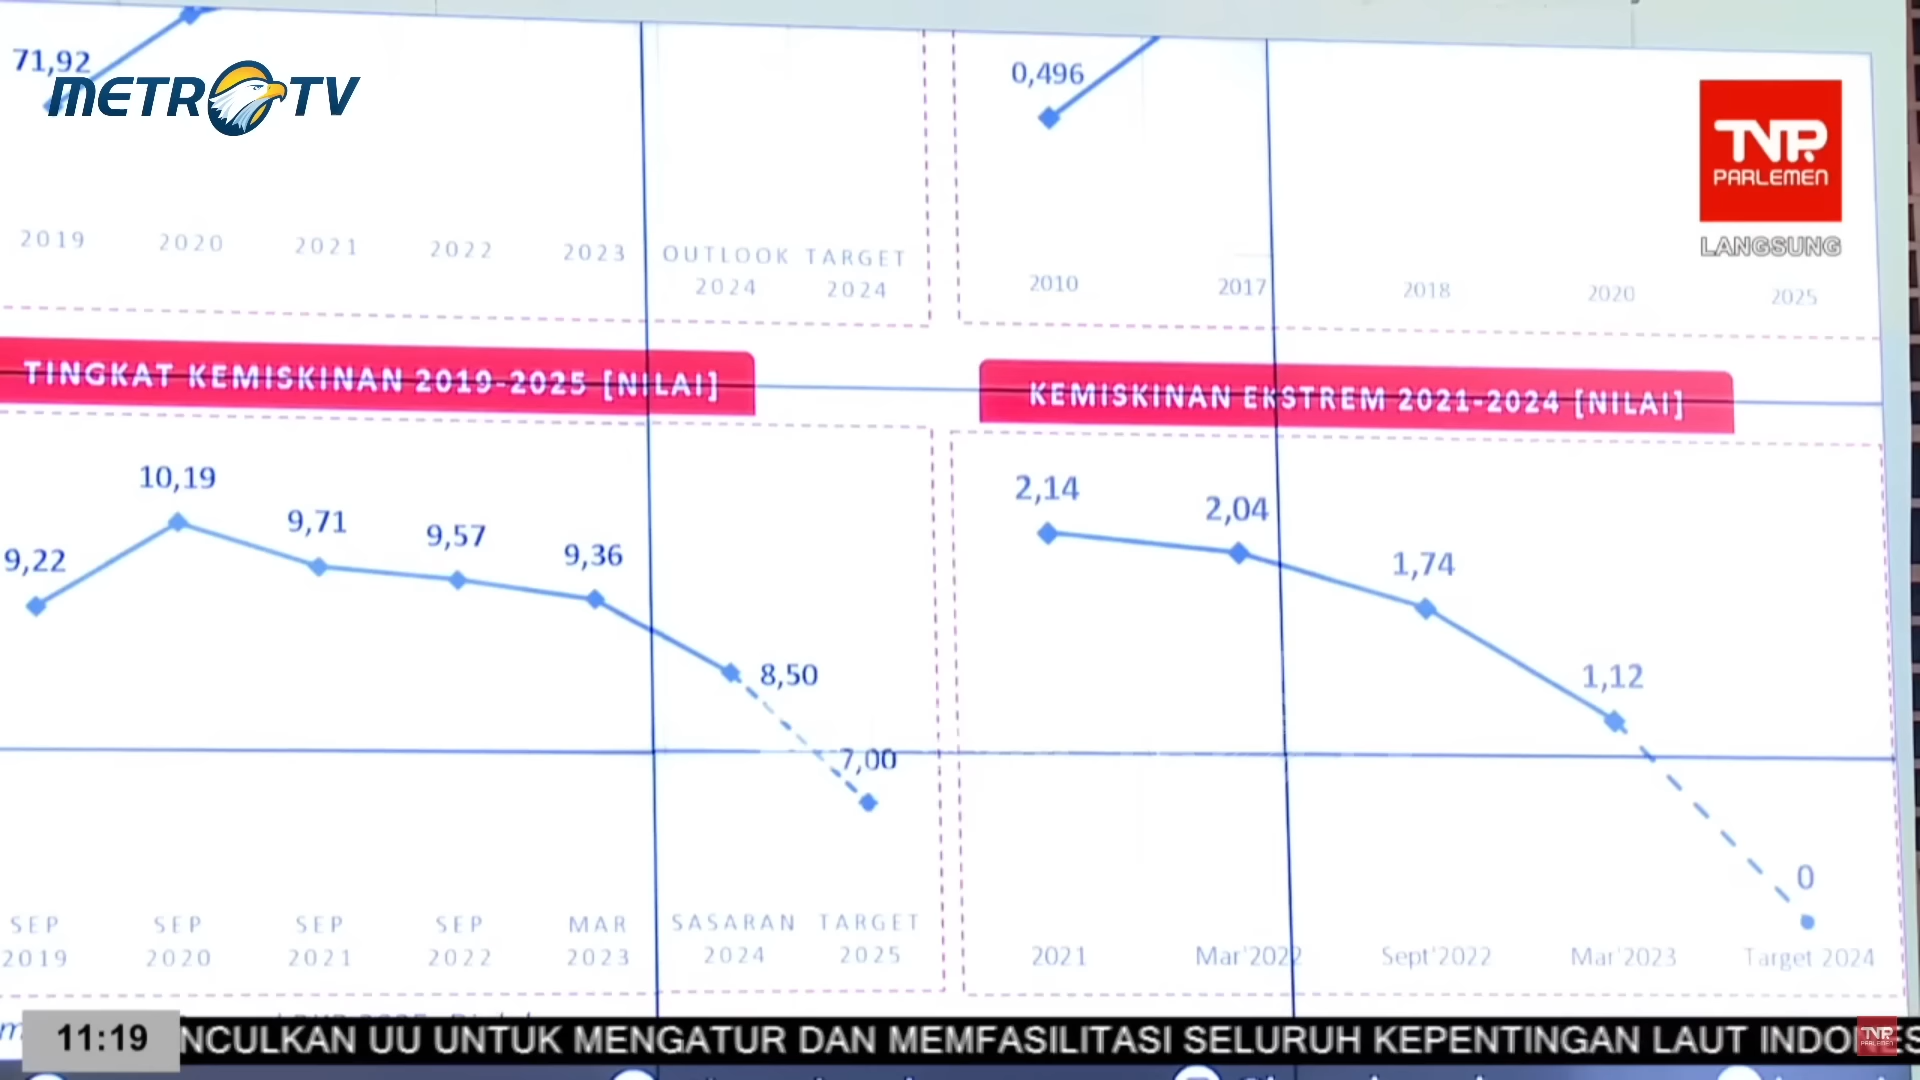 71,92
METRO TV
0,496
TVR
PARLEMEN
LANGSUNG
2019 2020 2021 2022 2023 OUTLOOK 2024 TARGET 2024
2010 2017 2018 2020 2025
TINGKAT KEMISKINAN 2019-2025 [NILAI]
KEMISKINAN EKSTREM 2021-2024 [NILAI]
9,22
10,19
9,71
9,57
9,36
8,50
7,00
SEP 2019
SEP 2020
SEP 2021
SEP 2022
MAR 2023
SASARAN 2024
TARGET 2025
2,14
2,04
1,74
1,12
0
2021
Mar'2022
Sept'2022
Mar'2023
Target 2024
11:19
NCULKAN UU UNTUK MENGATUR DAN MEMFASILITASI SELURUH KEPENTINGAN LAUT INDONES